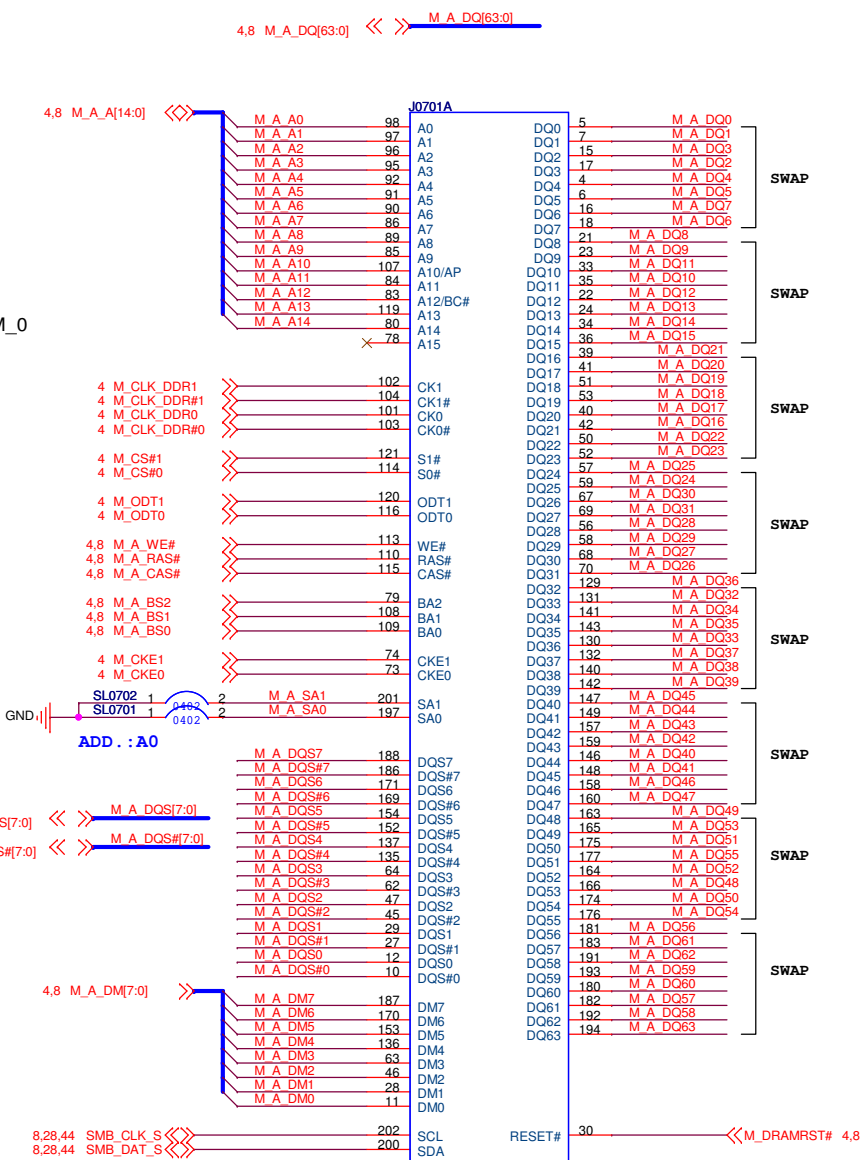 4,8 M_A_DQ[63:0] M_A_DQ[63:0]
J0701A
4,8 M_A_A[14:0]
M_A_A0 98 A0 DQ0 5 M_A_DQ0
M_A_A1 97 A1 DQ1 7 M_A_DQ1
M_A_A2 96 A2 DQ2 15 M_A_DQ3
M_A_A3 95 A3 DQ3 17 M_A_DQ2
M_A_A4 92 A4 DQ4 4 M_A_DQ4 SWAP
M_A_A5 91 A5 DQ5 6 M_A_DQ5
M_A_A6 90 A6 DQ6 16 M_A_DQ7
M_A_A7 86 A7 DQ7 18 M_A_DQ6
M_A_A8 89 A8 DQ8 21 M_A_DQ8
M_A_A9 85 A9 DQ9 23 M_A_DQ9
M_A_A10 107 A10/AP DQ10 33 M_A_DQ11
M_A_A11 84 A11 DQ11 35 M_A_DQ10
M_A_A12 83 A12/BC# DQ12 22 M_A_DQ12 SWAP
M_A_A13 119 A13 DQ13 24 M_A_DQ13
M_A_A14 80 A14 DQ14 34 M_A_DQ14
M_0
78 A15 DQ15 36 M_A_DQ15
DQ16 39 M_A_DQ21
DQ17 41 M_A_DQ20
4 M_CLK_DDR1 102 CK1 DQ18 51 M_A_DQ19
4 M_CLK_DDR#1 104 CK1# DQ19 53 M_A_DQ18
4 M_CLK_DDR0 101 CK0 DQ20 40 M_A_DQ17 SWAP
4 M_CLK_DDR#0 103 CK0# DQ21 42 M_A_DQ16
DQ22 50 M_A_DQ22
4 M_CS#1 121 S1# DQ23 52 M_A_DQ23
4 M_CS#0 114 S0# DQ24 57 M_A_DQ25
DQ25 59 M_A_DQ24
4 M_ODT1 120 ODT1 DQ26 67 M_A_DQ30
4 M_ODT0 116 ODT0 DQ27 69 M_A_DQ31
DQ28 56 M_A_DQ28 SWAP
4,8 M_A_WE# 113 WE# DQ29 58 M_A_DQ29
4,8 M_A_RAS# 110 RAS# DQ30 68 M_A_DQ27
4,8 M_A_CAS# 115 CAS# DQ31 70 M_A_DQ26
DQ32 129 M_A_DQ36
4,8 M_A_BS2 79 BA2 DQ33 131 M_A_DQ32
4,8 M_A_BS1 108 BA1 DQ34 141 M_A_DQ34
4,8 M_A_BS0 109 BA0 DQ35 143 M_A_DQ35
DQ36 130 M_A_DQ33 SWAP
4 M_CKE1 74 CKE1 DQ37 132 M_A_DQ37
4 M_CKE0 73 CKE0 DQ38 140 M_A_DQ38
DQ39 142 M_A_DQ39
SL0702 1 0402 2 M_A_SA1 201 SA1 DQ40 147 M_A_DQ45
GND SL0701 1 0402 2 M_A_SA0 197 SA0 DQ41 149 M_A_DQ44
DQ42 157 M_A_DQ43
ADD.:A0 DQ43 159 M_A_DQ42
M_A_DQS7 188 DQS7 DQ44 146 M_A_DQ40 SWAP
M_A_DQS#7 186 DQS#7 DQ45 148 M_A_DQ41
M_A_DQS6 171 DQS6 DQ46 158 M_A_DQ46
M_A_DQS#6 169 DQS#6 DQ47 160 M_A_DQ47
S[7:0] M_A_DQS[7:0] M_A_DQS5 154 DQS5 DQ48 163 M_A_DQ49
M_A_DQS#5 152 DQS#5 DQ49 165 M_A_DQ53
S#[7:0] M_A_DQS#[7:0] M_A_DQS4 137 DQS4 DQ50 175 M_A_DQ51
M_A_DQS#4 135 DQS#4 DQ51 177 M_A_DQ55 SWAP
M_A_DQS3 64 DQS3 DQ52 164 M_A_DQ52
M_A_DQS#3 62 DQS#3 DQ53 166 M_A_DQ48
M_A_DQS2 47 DQS2 DQ54 174 M_A_DQ50
M_A_DQS#2 45 DQS#2 DQ55 176 M_A_DQ54
M_A_DQS1 29 DQS1 DQ56 181 M_A_DQ56
M_A_DQS#1 27 DQS#1 DQ57 183 M_A_DQ61
M_A_DQS0 12 DQS0 DQ58 191 M_A_DQ62
M_A_DQS#0 10 DQS#0 DQ59 193 M_A_DQ59 SWAP
4,8 M_A_DM[7:0] DQ60 180 M_A_DQ60
M_A_DM7 187 DM7 DQ61 182 M_A_DQ57
M_A_DM6 170 DM6 DQ62 192 M_A_DQ58
M_A_DM5 153 DM5 DQ63 194 M_A_DQ63
M_A_DM4 136 DM4
M_A_DM3 63 DM3
M_A_DM2 46 DM2
M_A_DM1 28 DM1
M_A_DM0 11 DM0
8,28,44 SMB_CLK_S 202 SCL RESET# 30 M_DRAMRST# 4,8
8,28,44 SMB_DAT_S 200 SDA